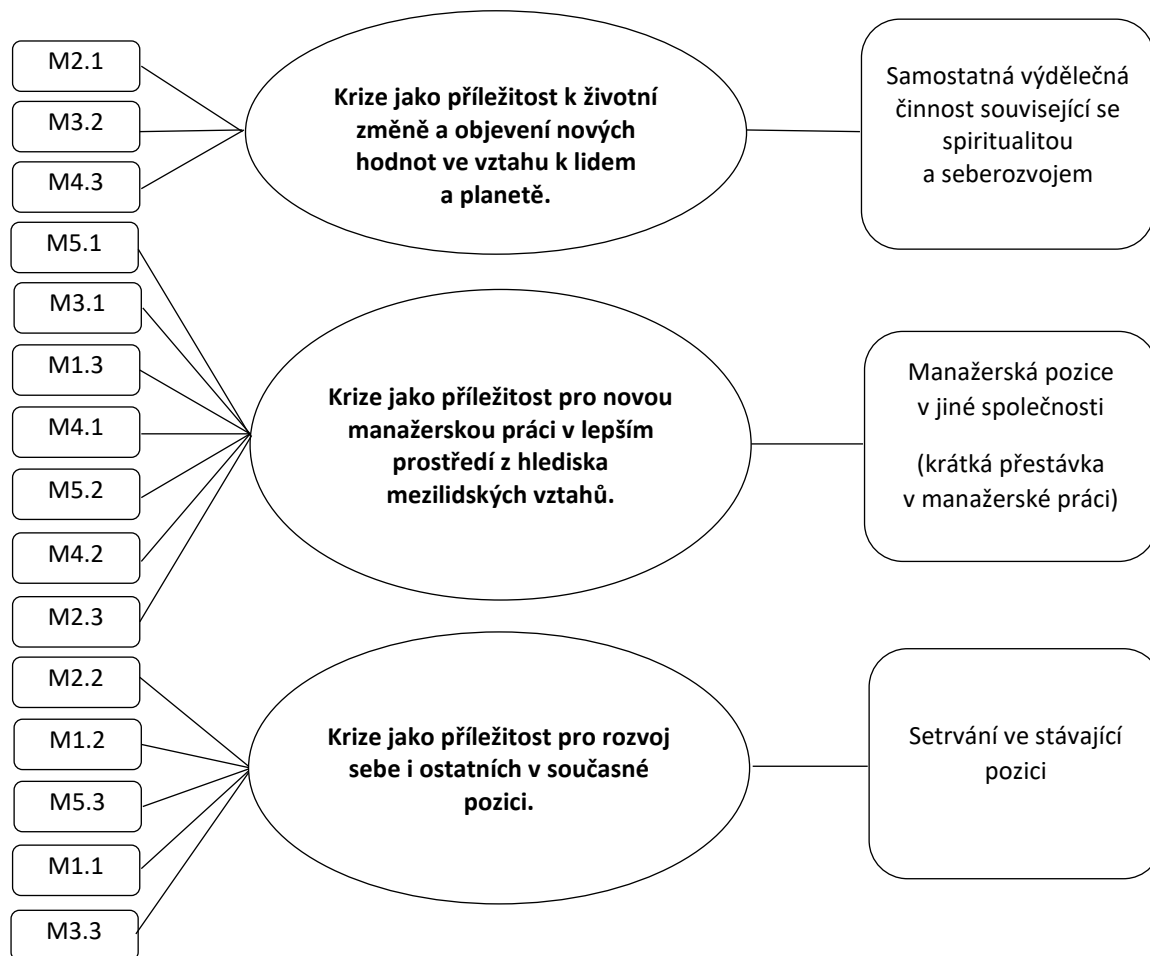 M2.1
M3.2
M4.3
M5.1
M3.1
M1.3
M4.1
M5.2
M4.2
M2.3
M2.2
M1.2
M5.3
M1.1
M3.3
Krize jako příležitost k životní
změně a objevení nových
hodnot ve vztahu k lidem
a planetě.
Krize jako příležitost pro novou
manažerskou práci v lepším
prostředí z hlediska
mezilidských vztahů.
Krize jako příležitost pro rozvoj
sebe i ostatních v současné
pozici.
Samostatná výdělečná
činnost související se
spiritualitou
a seberozvojem
Manažerská pozice
v jiné společnosti
(krátká přestávka
v manažerské práci)
Setrvání ve stávající
pozici